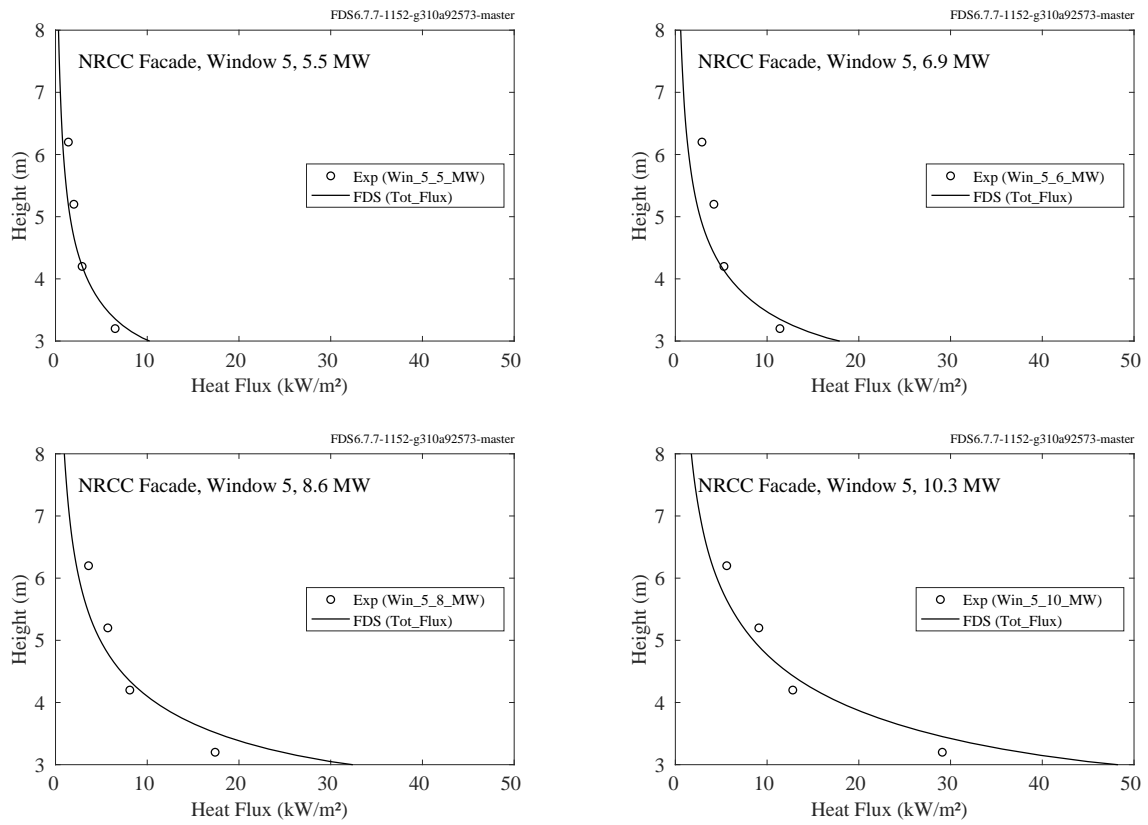 FDS6.7.7-1152-g310a92573-master
NRCC Facade, Window 5, 5.5 MW
8
7
6
5
4
3
Height (m)
Exp (Win_5_5_MW)
FDS (Tot_Flux)
0 10 20 30 40 50
Heat Flux (kW/m²)
FDS6.7.7-1152-g310a92573-master
NRCC Facade, Window 5, 6.9 MW
8
7
6
5
4
3
Height (m)
Exp (Win_5_6_MW)
FDS (Tot_Flux)
0 10 20 30 40 50
Heat Flux (kW/m²)
FDS6.7.7-1152-g310a92573-master
NRCC Facade, Window 5, 8.6 MW
8
7
6
5
4
3
Height (m)
Exp (Win_5_8_MW)
FDS (Tot_Flux)
0 10 20 30 40 50
Heat Flux (kW/m²)
FDS6.7.7-1152-g310a92573-master
NRCC Facade, Window 5, 10.3 MW
8
7
6
5
4
3
Height (m)
Exp (Win_5_10_MW)
FDS (Tot_Flux)
0 10 20 30 40 50
Heat Flux (kW/m²)